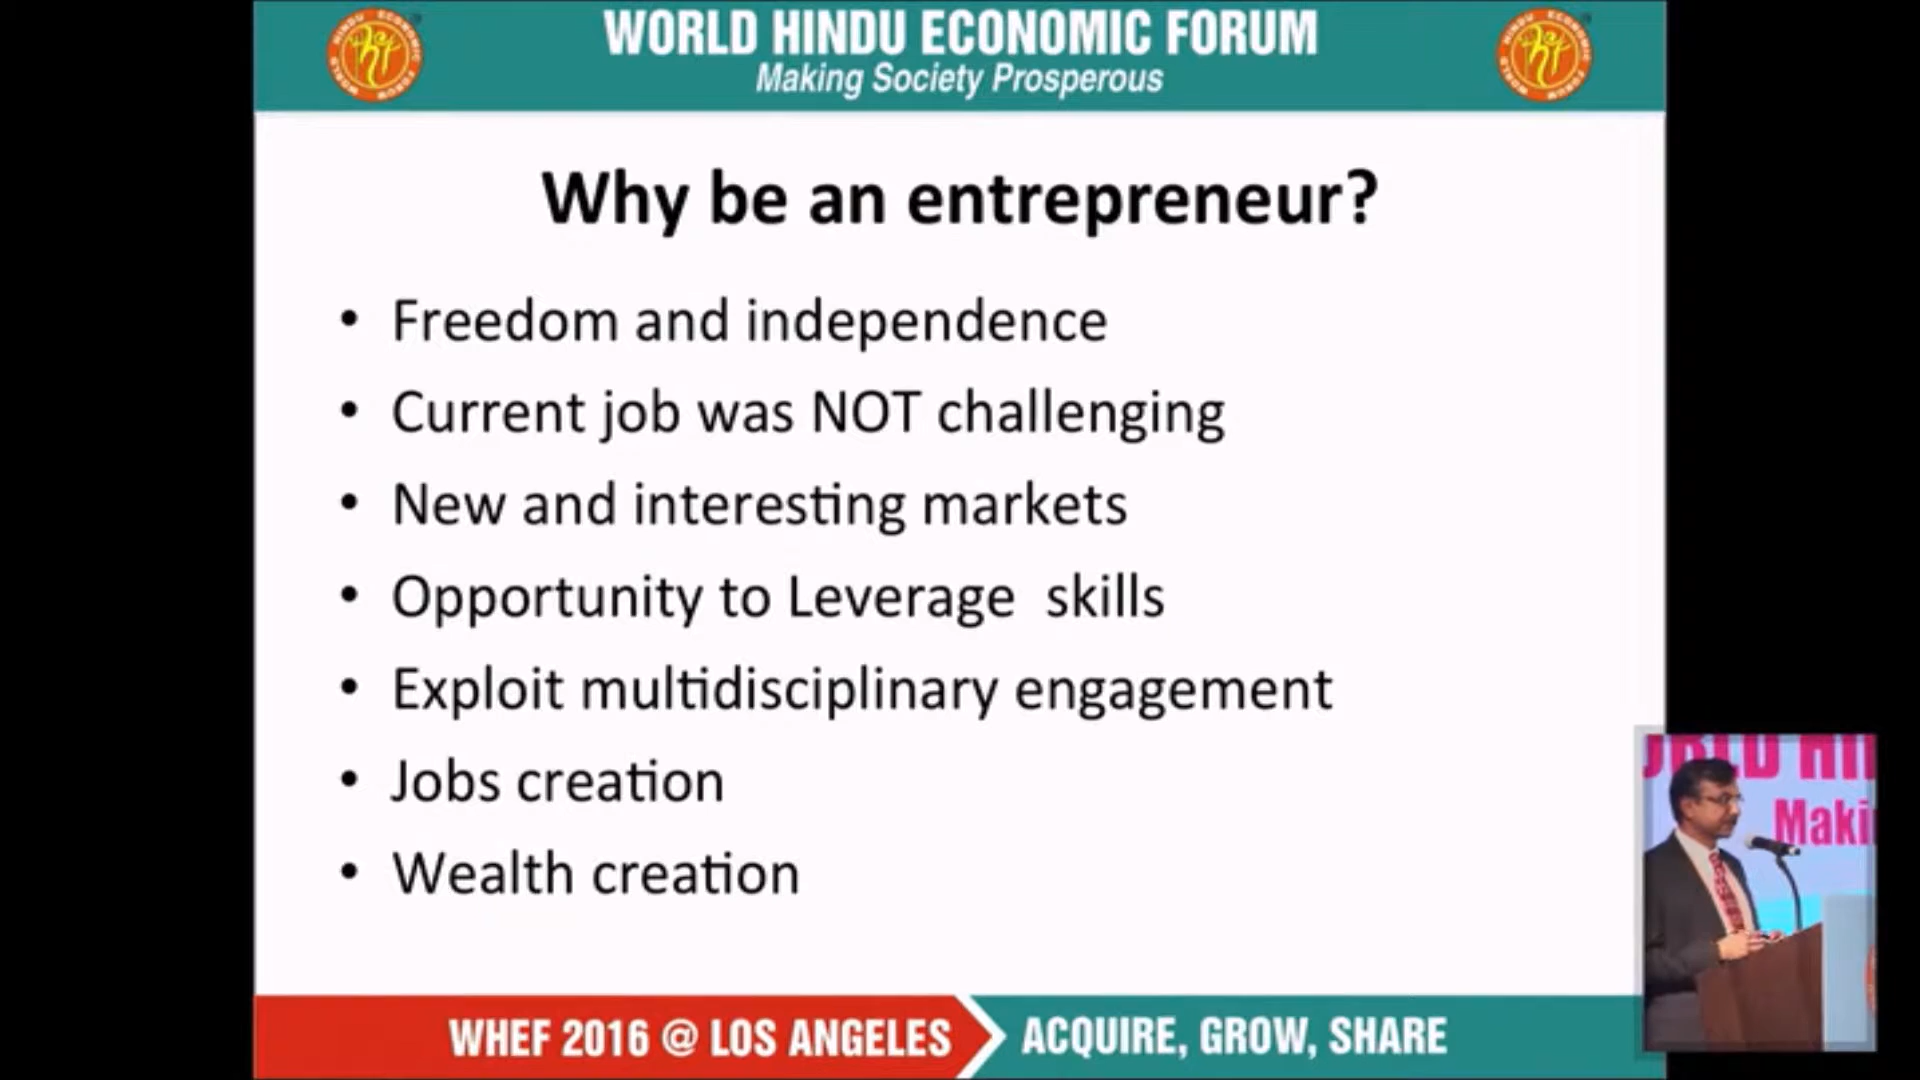 WORLD HINDU ECONOMIC FORUM
Making Society Prosperous
Why be an entrepreneur?
• Freedom and independence
• Current job was NOT challenging
• New and interesting markets
• Opportunity to Leverage  skills
• Exploit multidisciplinary engagement
• Jobs creation
• Wealth creation
WHEF 2016 @ LOS ANGELES
ACQUIRE, GROW, SHARE